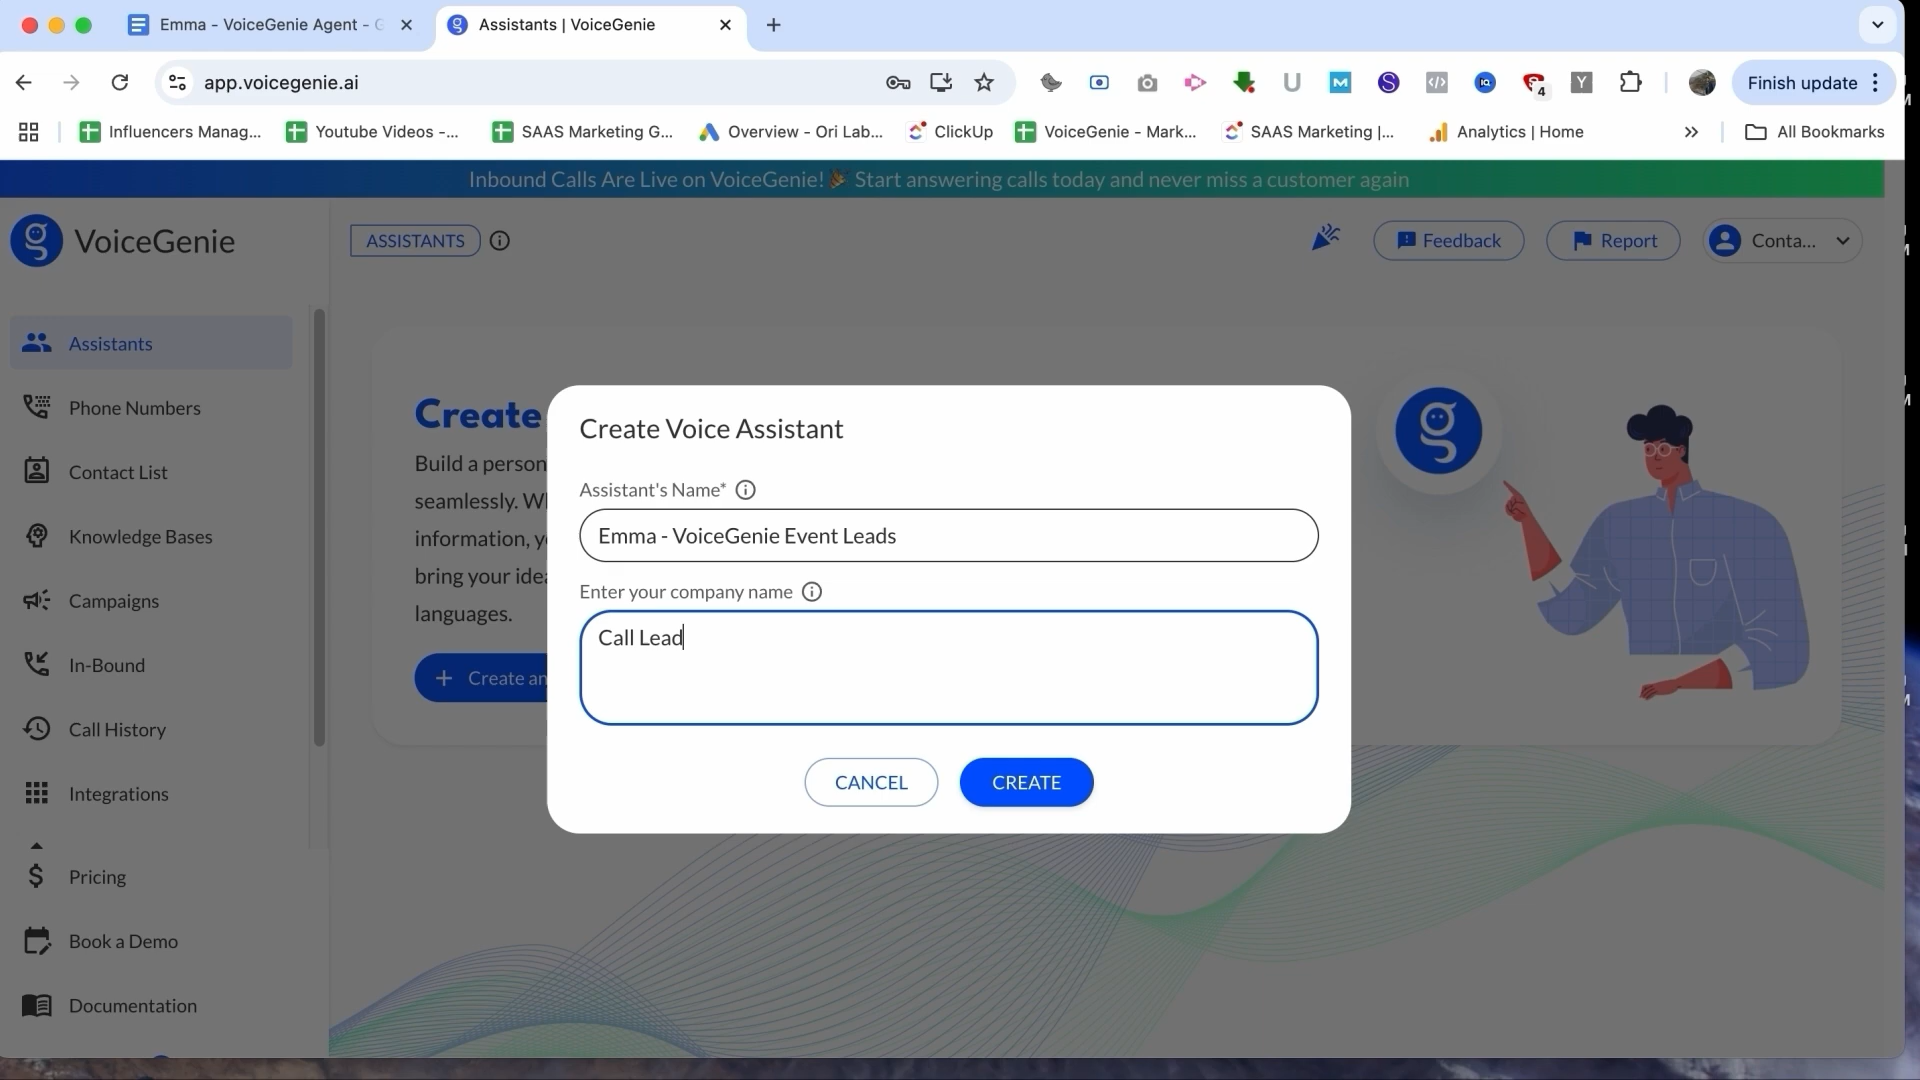 Emma - VoiceGenie Agent - G
Assistants | VoiceGenie
app.voicegenie.ai
4
Finish update
Influencers Manag...
Youtube Videos -...
SAAS Marketing G...
Overview - Ori Lab...
ClickUp
VoiceGenie - Mark...
SAAS Marketing |...
Analytics | Home
All Bookmarks
Inbound Calls Are Live on VoiceGenie! 🎉 Start answering calls today and never miss a customer again
VoiceGenie
ASSISTANTS
Feedback
Report
Conta...
Assistants
Phone Numbers
Contact List
Knowledge Bases
Campaigns
In-Bound
Call History
Integrations
Pricing
Book a Demo
Documentation
Create
Build a person
seamlessly. W
information, y
bring your idea
languages.
+ Create an
Create Voice Assistant
Assistant's Name*
Emma - VoiceGenie Event Leads
Enter your company name
Call Lead
CANCEL
CREATE